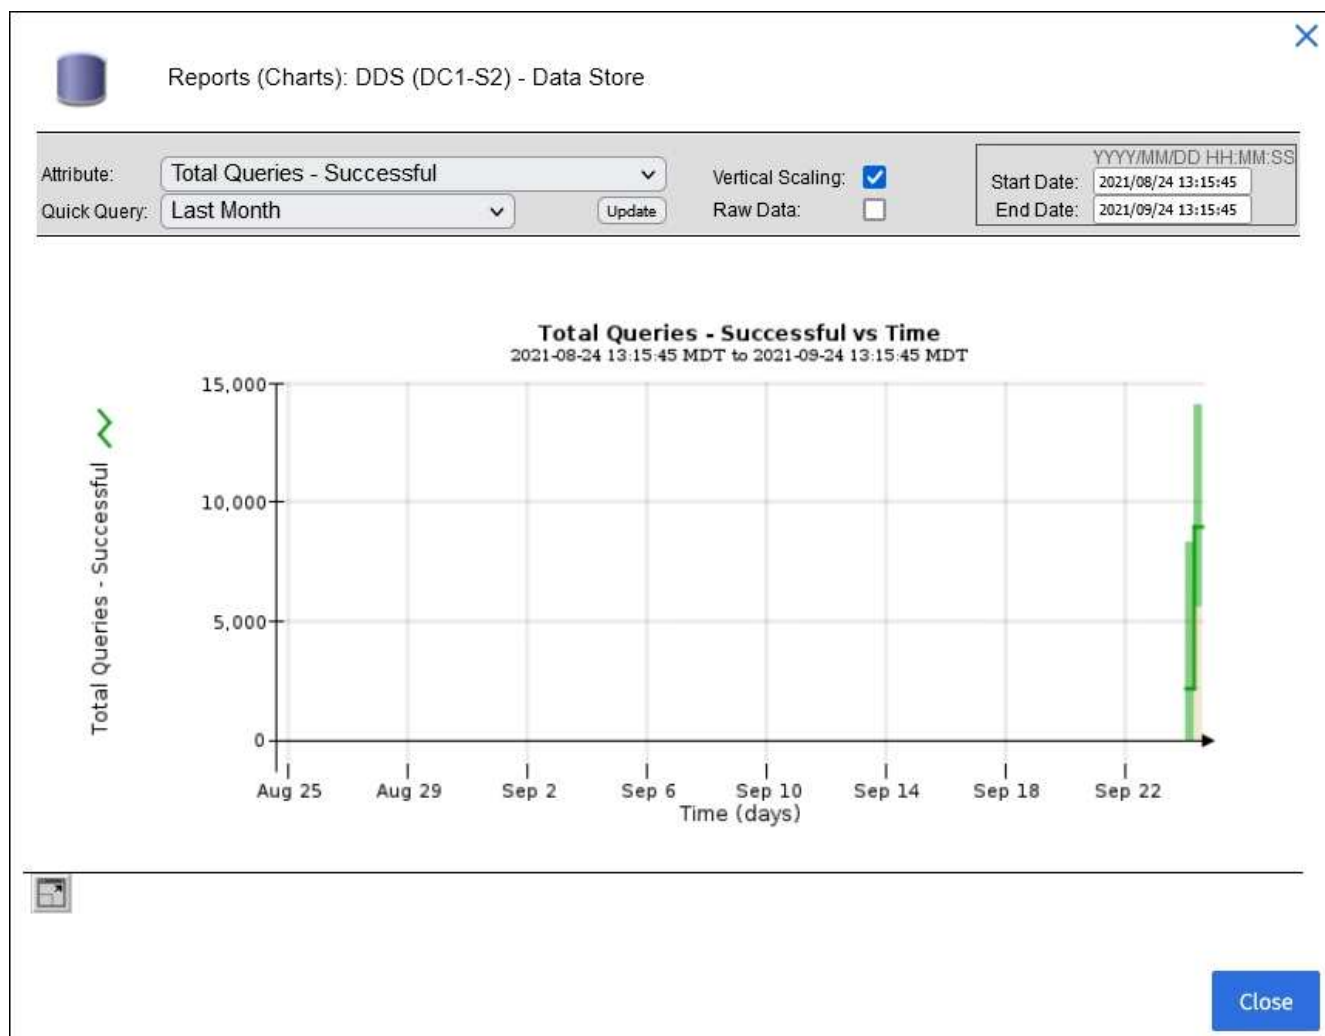 Reports (Charts): DDS (DC1-S2) - Data Store
YYYY/MM/DD HH:MM:SS
Attribute: Total Queries - Successful Vertical Scaling: Start Date: 2021/08/24 13:15:45
Quick Query: Last Month Update Raw Data: End Date: 2021/09/24 13:15:45
Total Queries - Successful vs Time
2021-08-24 13:15:45 MDT to 2021-09-24 13:15:45 MDT
Total Queries - Successful
15,000
10,000
5,000
0
Aug 25 Aug 29 Sep 2 Sep 6 Sep 10 Sep 14 Sep 18 Sep 22
Time (days)
Close